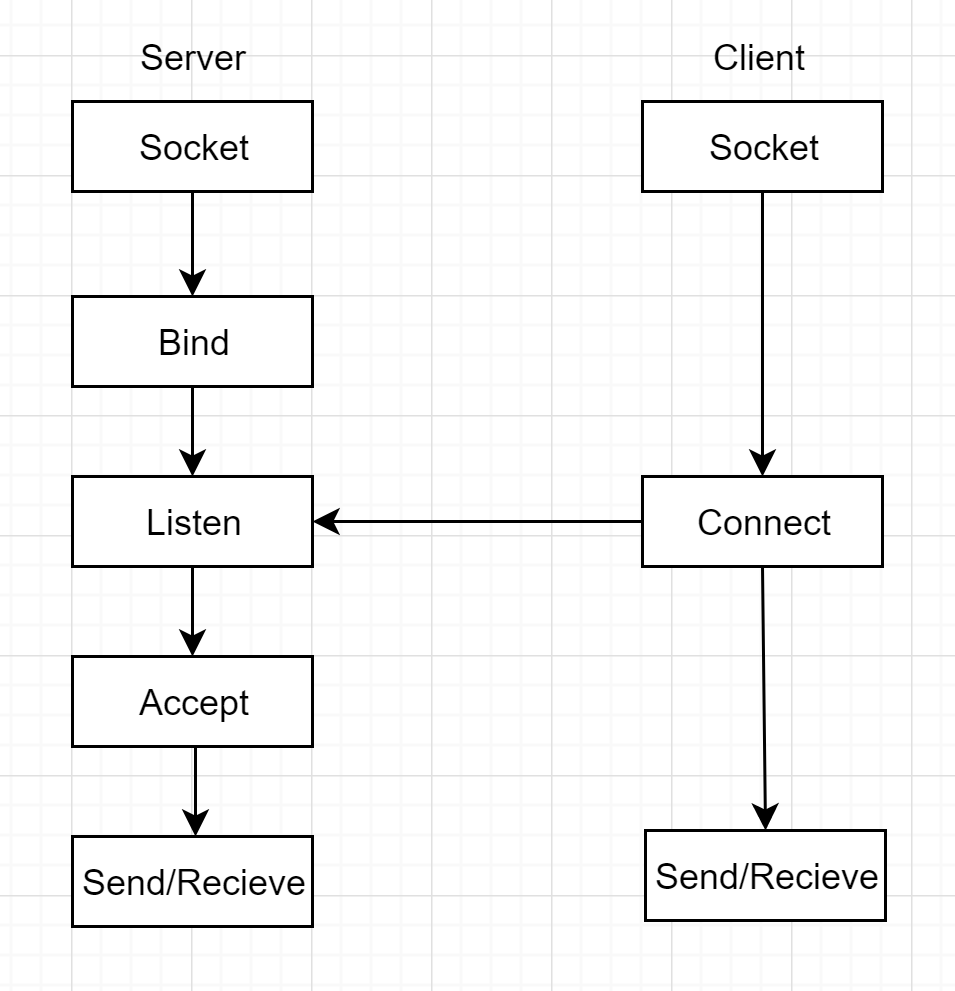 Server
Client
Socket
Socket
Bind
Listen
Connect
Accept
Send/Recieve
Send/Recieve